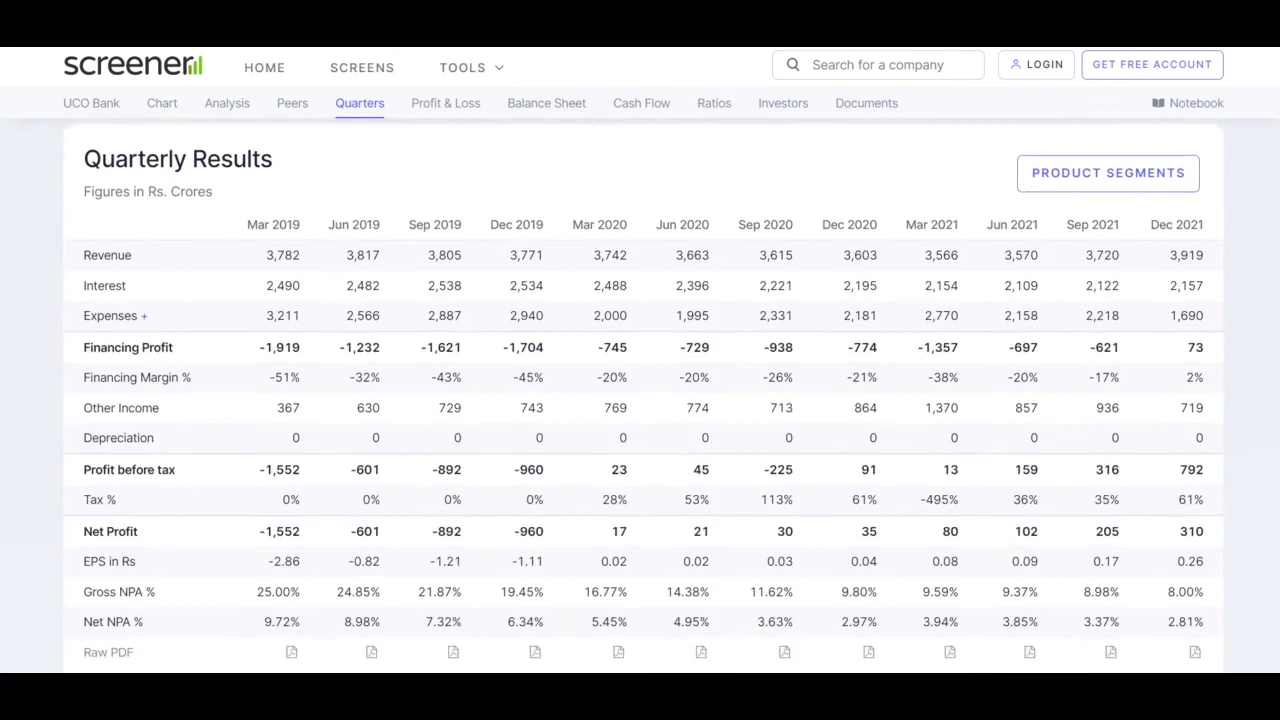 screener
HOME SCREENS TOOLS Search for a company LOGIN GET FREE ACCOUNT
UCO Bank Chart Analysis Peers Quarters Profit & Loss Balance Sheet Cash Flow Ratios Investors Documents Notebook
Quarterly Results
PRODUCT SEGMENTS
Figures in Rs. Crores
Mar 2019 Jun 2019 Sep 2019 Dec 2019 Mar 2020 Jun 2020 Sep 2020 Dec 2020 Mar 2021 Jun 2021 Sep 2021 Dec 2021
Revenue 3,782 3,817 3,805 3,771 3,742 3,663 3,615 3,603 3,566 3,570 3,720 3,919
Interest 2,490 2,482 2,538 2,534 2,488 2,396 2,221 2,195 2,154 2,109 2,122 2,157
Expenses + 3,211 2,566 2,887 2,940 2,000 1,995 2,331 2,181 2,770 2,158 2,218 1,690
Financing Profit -1,919 -1,232 -1,621 -1,704 -745 -729 -938 -774 -1,357 -697 -621 73
Financing Margin % -51% -32% -43% -45% -20% -20% -26% -21% -38% -20% -17% 2%
Other Income 367 630 729 743 769 774 713 864 1,370 857 936 719
Depreciation 0 0 0 0 0 0 0 0 0 0 0 0
Profit before tax -1,552 -601 -892 -960 23 45 -225 91 13 159 316 792
Tax % 0% 0% 0% 0% 28% 53% 113% 61% -495% 36% 35% 61%
Net Profit -1,552 -601 -892 -960 17 21 30 35 80 102 205 310
EPS in Rs -2.86 -0.82 -1.21 -1.11 0.02 0.02 0.03 0.04 0.08 0.09 0.17 0.26
Gross NPA % 25.00% 24.85% 21.87% 19.45% 16.77% 14.38% 11.62% 9.80% 9.59% 9.37% 8.98% 8.00%
Net NPA % 9.72% 8.98% 7.32% 6.34% 5.45% 4.95% 3.63% 2.97% 3.94% 3.85% 3.37% 2.81%
Raw PDF